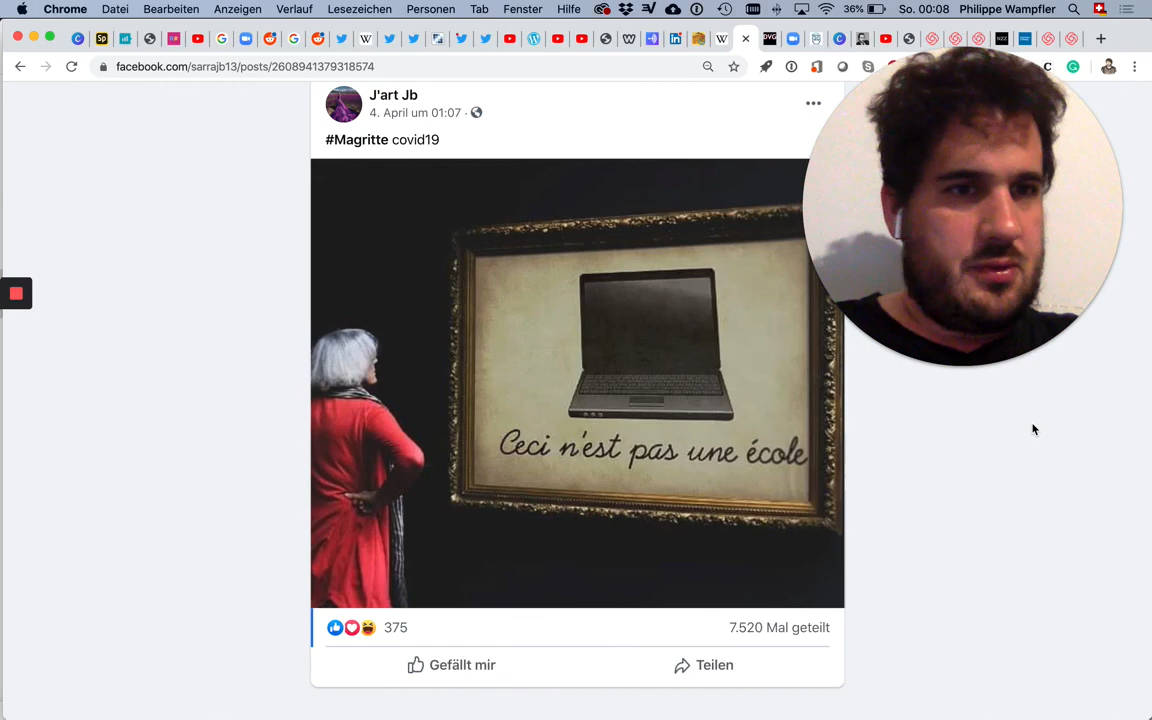 Chrome Datei Bearbeiten Anzeigen Verlauf Lesezeichen Personen Tab Fenster Hilfe 36% So. 00:08 Philippe Wampfler
facebook.com/sarrajb13/posts/2608941379318574
J'art Jb
4. April um 01:07
#Magritte covid19
Ceci n'est pas une école
375
7.520 Mal geteilt
Gefällt mir
Teilen